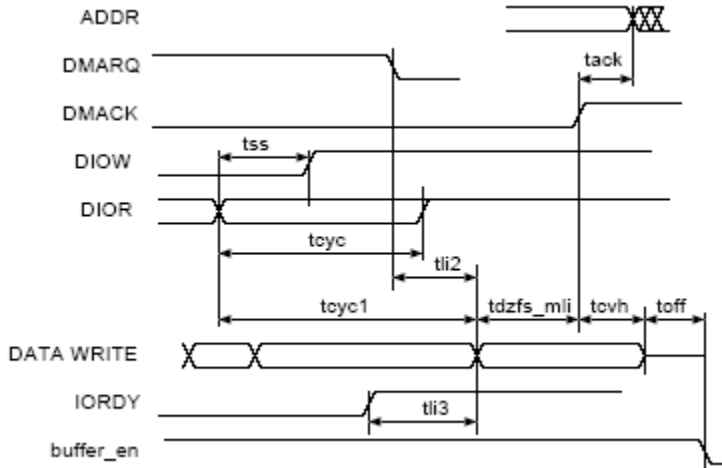 ADDR
DMARQ
tack
DMACK
tss
DIOW
DIOR
tcyc
tli2
tcyc1 tdzfs_mli tcvh toff
DATA WRITE
IORDY
tli3
buffer_en